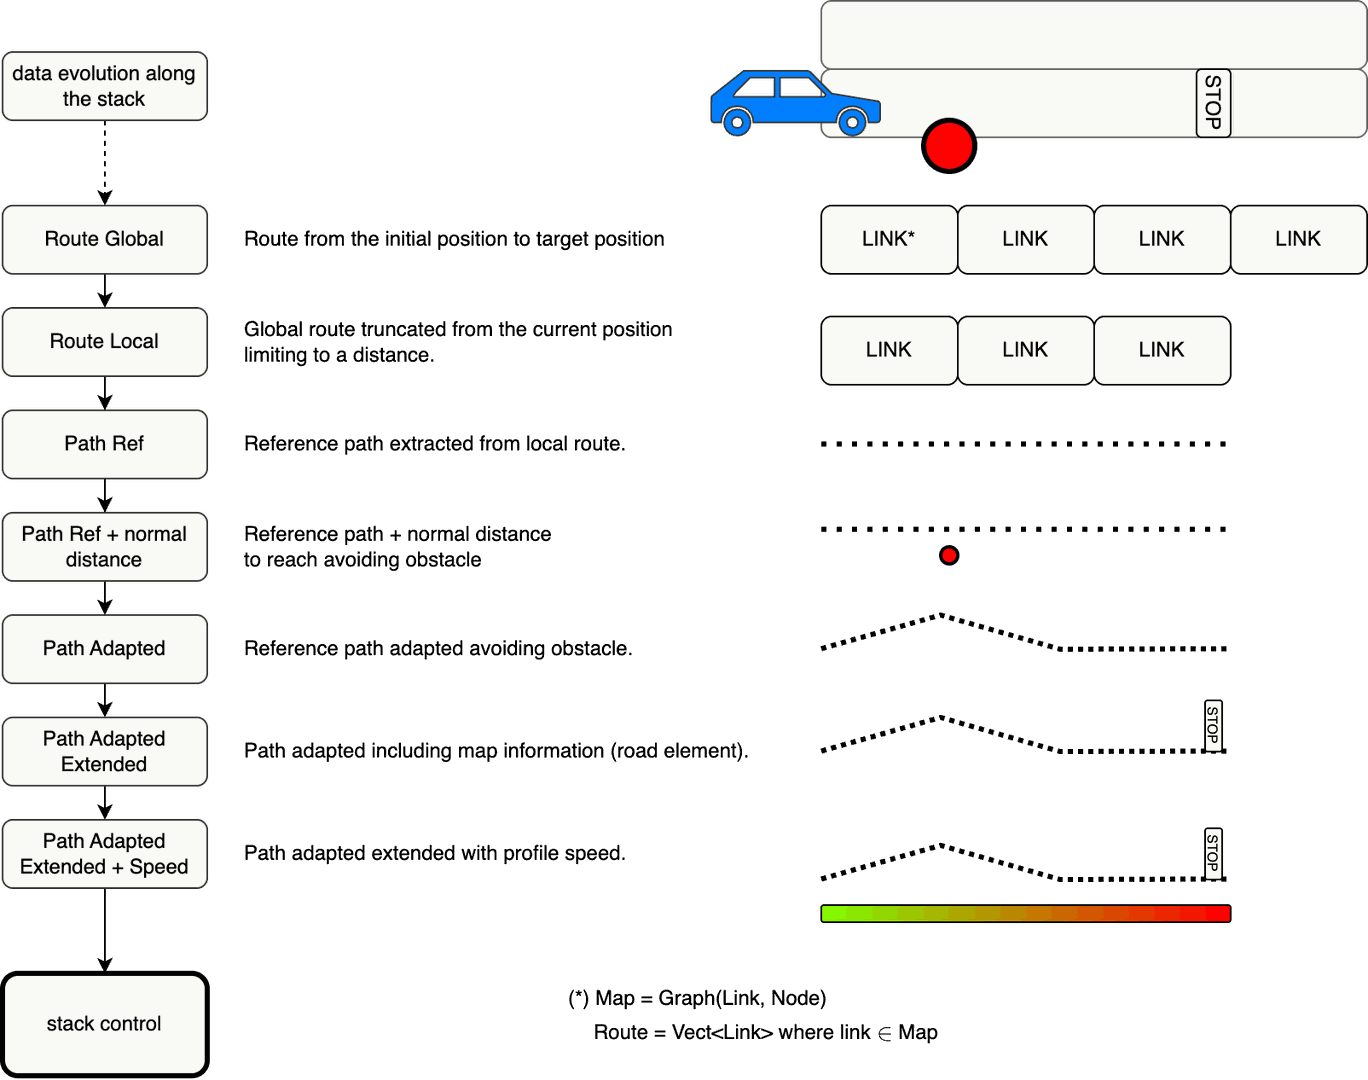 data evolution along
the stack
STOP
Route Global
Route from the initial position to target position
LINK*
LINK
LINK
LINK
Route Local
Global route truncated from the current position
limiting to a distance.
LINK
LINK
LINK
Path Ref
Reference path extracted from local route.
Path Ref + normal
distance
Reference path + normal distance
to reach avoiding obstacle
Path Adapted
Reference path adapted avoiding obstacle.
Path Adapted
Extended
Path adapted including map information (road element).
STOP
Path Adapted
Extended + Speed
Path adapted extended with profile speed.
STOP
stack control
(*) Map = Graph(Link, Node)
Route = Vect<Link> where link ∈ Map